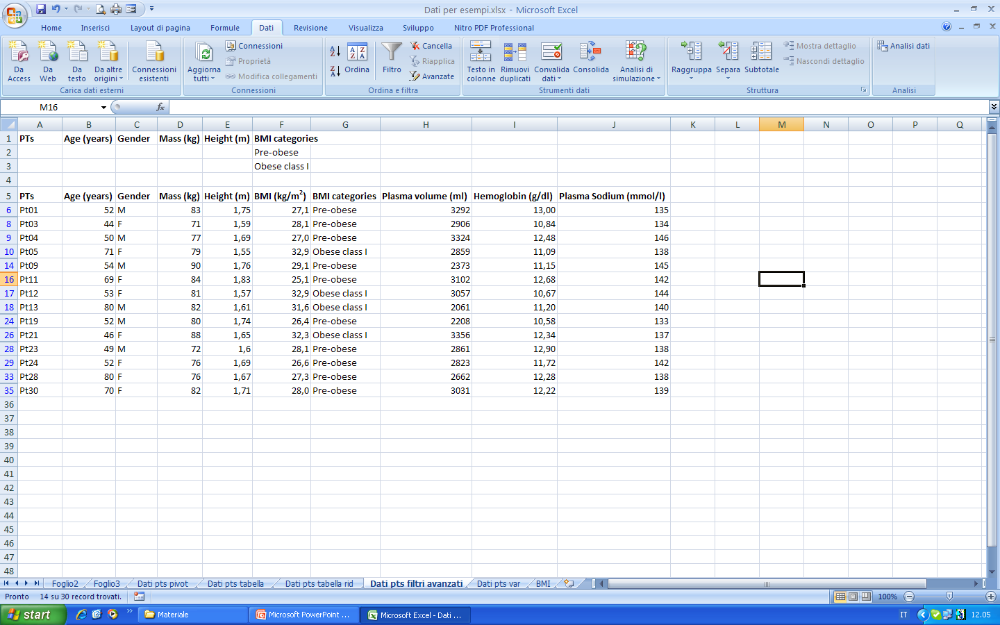 Dati per esempi.xlsx - Microsoft Excel
Home Inserisci Layout di pagina Formule Dati Revisione Visualizza Sviluppo Nitro PDF Professional
Da Access
Da Web
Da testo
Da altre origini
Connessioni esistenti
Carica dati esterni
Aggiorna tutti
Connessioni
Proprietà
Modifica collegamenti
Connessioni
Ordina
Filtro
Cancella
Riapplica
Avanzate
Ordina e filtra
Testo in colonne
Rimuovi duplicati
Convalida dati
Consolida
Analisi di simulazione
Strumenti dati
Raggruppa
Separa
Subtotale
Mostra dettaglio
Nascondi dettaglio
Struttura
Analisi dati
Analisi
M16 fx
A B C D E F G H I J K L M N O P Q
1 PTs Age (years) Gender Mass (kg) Height (m) BMI categories
2 Pre-obese
3 Obese class I
4
5 PTs Age (years) Gender Mass (kg) Height (m) BMI (kg/m²) BMI categories Plasma volume (ml) Hemoglobin (g/dl) Plasma Sodium (mmol/l)
6 Pt01 52 M 83 1,75 27,1 Pre-obese 3292 13,00 135
8 Pt03 44 F 71 1,59 28,1 Pre-obese 2906 10,84 134
9 Pt04 50 M 77 1,69 27,0 Pre-obese 3324 12,48 146
10 Pt05 71 F 79 1,55 32,9 Obese class I 2859 11,09 138
14 Pt09 54 M 90 1,76 29,1 Pre-obese 2373 11,15 145
16 Pt11 69 F 84 1,83 25,1 Pre-obese 3102 12,68 142
17 Pt12 53 F 81 1,57 32,9 Obese class I 3057 10,67 144
18 Pt13 80 M 82 1,61 31,6 Obese class I 2061 11,20 140
24 Pt19 52 M 80 1,74 26,4 Pre-obese 2208 10,58 133
26 Pt21 46 F 88 1,65 32,3 Obese class I 3356 12,34 137
28 Pt23 49 M 72 1,6 28,1 Pre-obese 2861 12,90 138
29 Pt24 52 F 76 1,69 26,6 Pre-obese 2823 11,72 142
33 Pt28 80 F 76 1,67 27,3 Pre-obese 2662 12,28 138
35 Pt30 70 F 82 1,71 28,0 Pre-obese 3031 12,22 139
36
37
38
39
40
41
42
43
44
45
46
47
48
Foglio2 Foglio3 Dati pts pivot Dati pts tabella Dati pts tabella rid Dati pts filtri avanzati Dati pts var BMI
Pronto 14 su 30 record trovati. 100%
start Materiale Microsoft PowerPoint ... Microsoft Excel - Dati ... IT 12.05